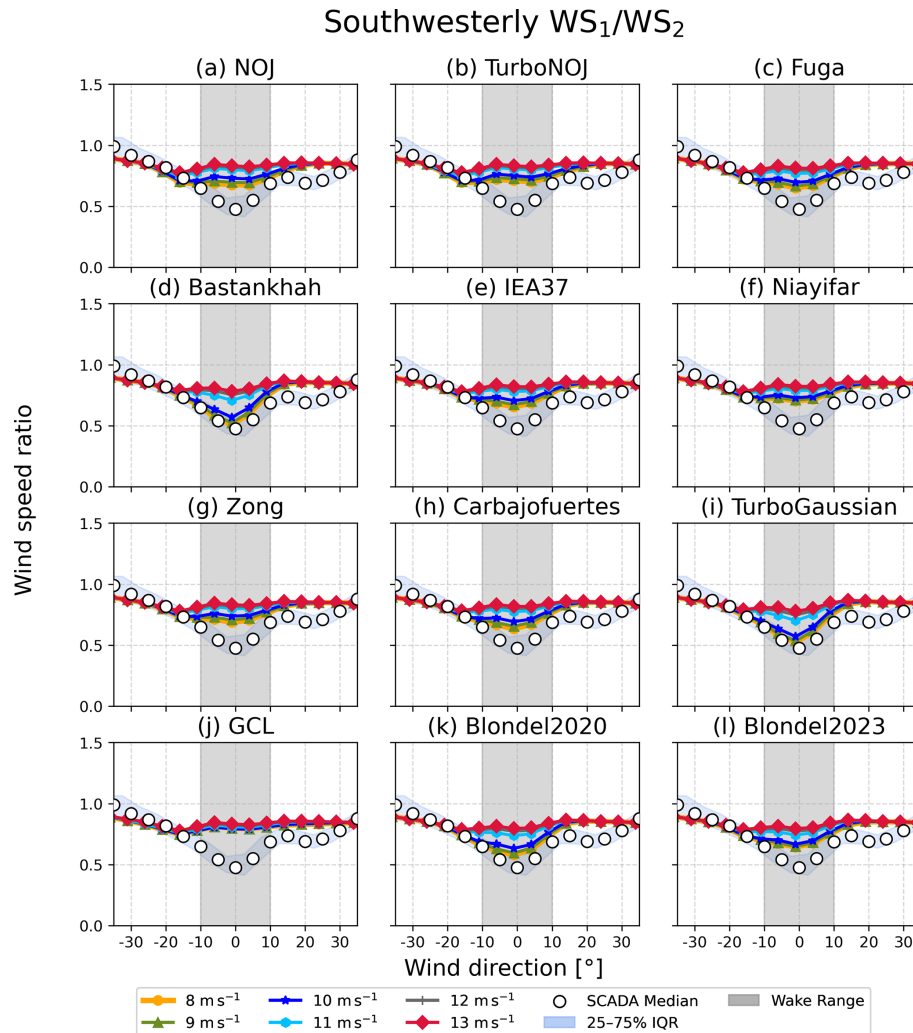 Southwesterly WS₁/WS₂
(a) NOJ
(b) TurboNOJ
(c) Fuga
1.5
1.0
0.5
0.0
(d) Bastankhah
(e) IEA37
(f) Niayifar
1.5
1.0
0.5
0.0
(g) Zong
(h) Carbajofuertes
(i) TurboGaussian
1.5
1.0
0.5
0.0
(j) GCL
(k) Blondel2020
(l) Blondel2023
1.5
1.0
0.5
0.0
-30 -20 -10 0 10 20 30
-30 -20 -10 0 10 20 30
-30 -20 -10 0 10 20 30
Wind speed ratio
Wind direction [°]
8 m s⁻¹
10 m s⁻¹
12 m s⁻¹
SCADA Median
Wake Range
9 m s⁻¹
11 m s⁻¹
13 m s⁻¹
25–75% IQR